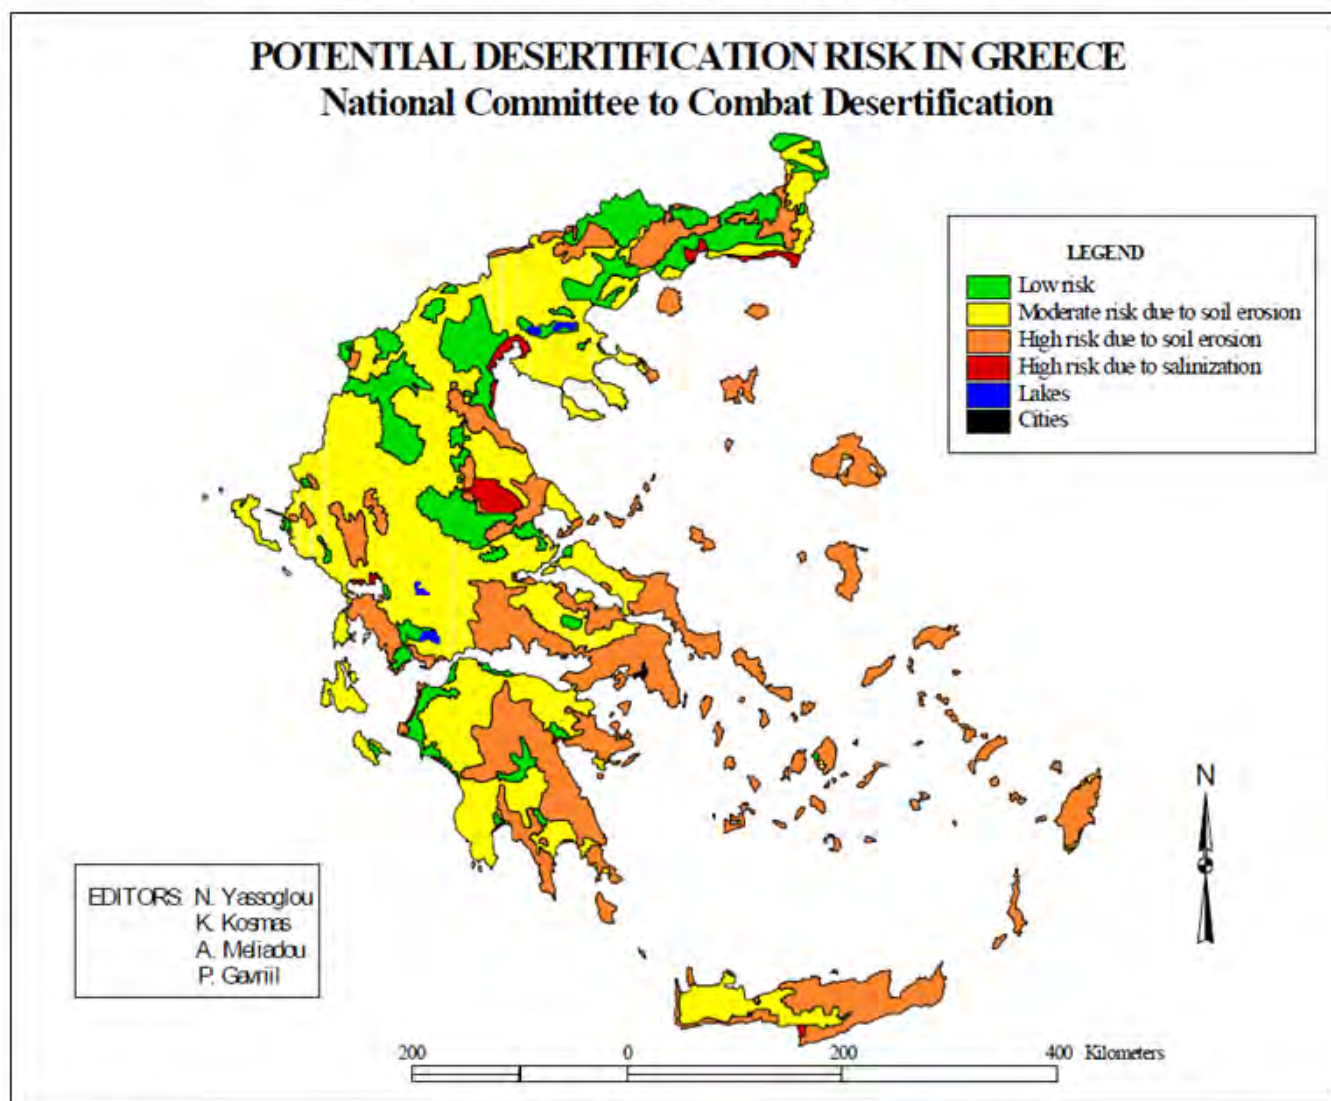 POTENTIAL DESERTIFICATION RISK IN GREECE
National Committee to Combat Desertification
LEGEND
Low risk
Moderate risk due to soil erosion
High risk due to soil erosion
High risk due to salinization
Lakes
Cities
N
EDITORS: N. Yassoglou
K. Kosmas
A. Meliadou
P. Gavriil
200 0 200 400 Kilometers